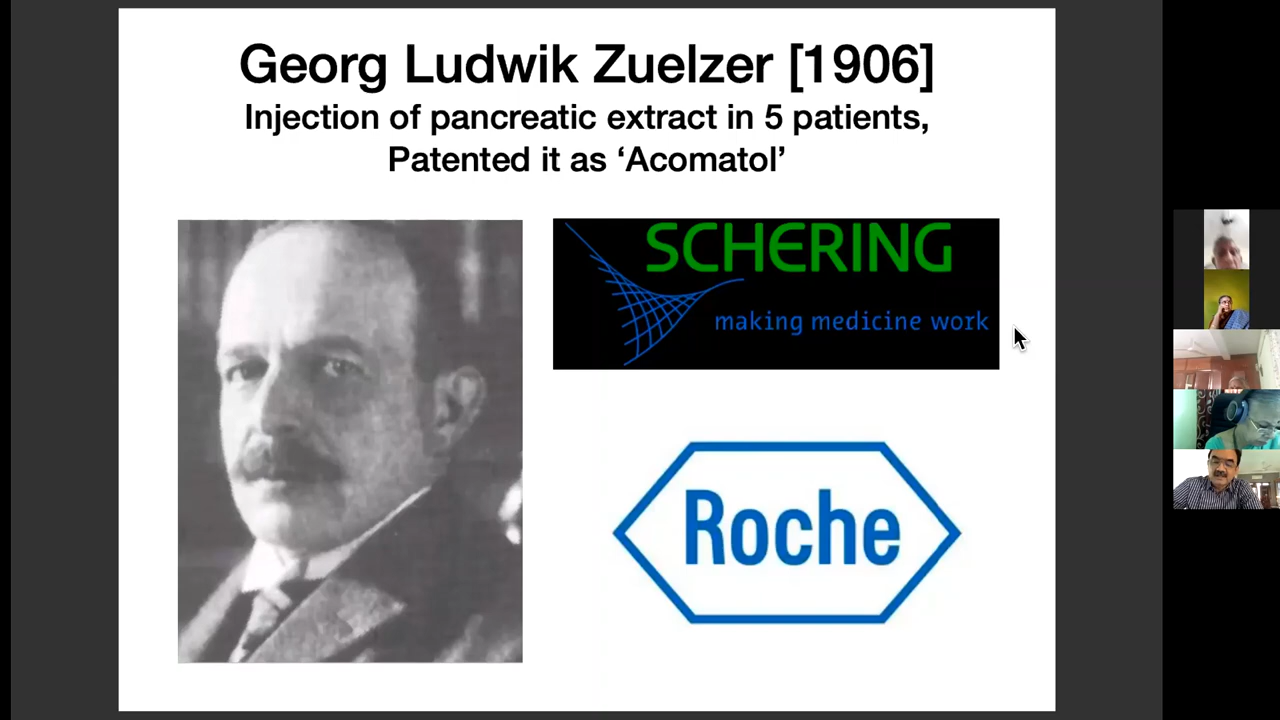 Georg Ludwik Zuelzer [1906]
Injection of pancreatic extract in 5 patients,
Patented it as ‘Acomatol’
SCHERING
making medicine work
Roche